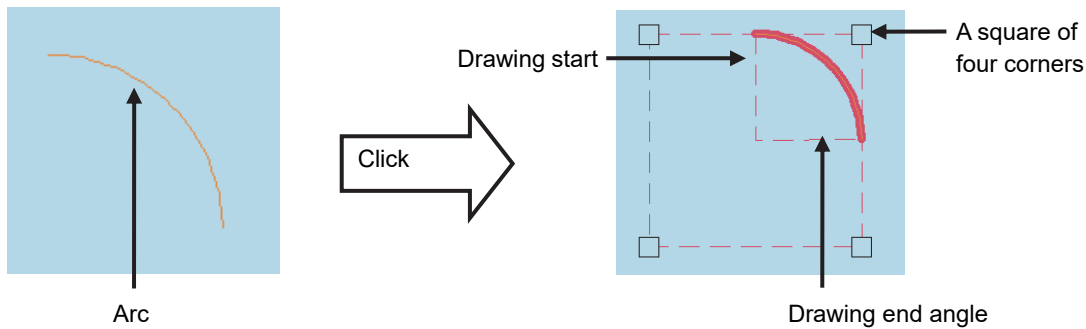 A square of
four corners
Drawing start
Click
Arc
Drawing end angle